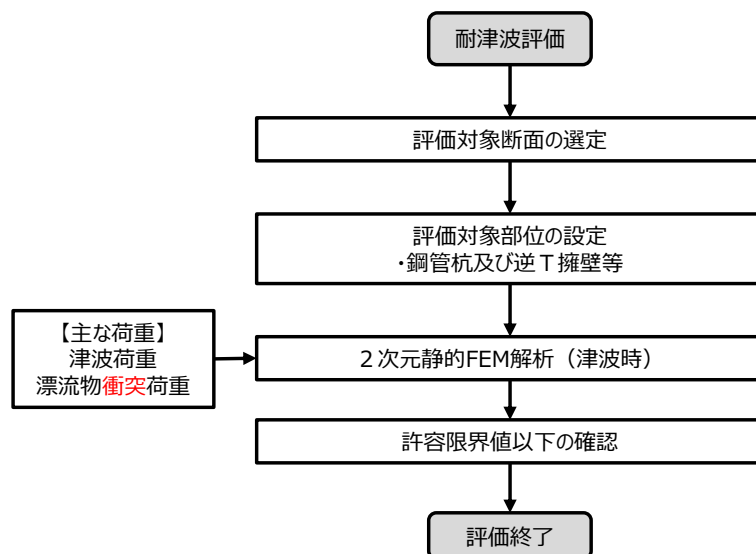 耐津波評価
評価対象断面の選定
評価対象部位の設定
・鋼管杭及び逆Ｔ擁壁等
【主な荷重】
津波荷重
漂流物衝突荷重
２次元静的FEM解析（津波時）
許容限界値以下の確認
評価終了